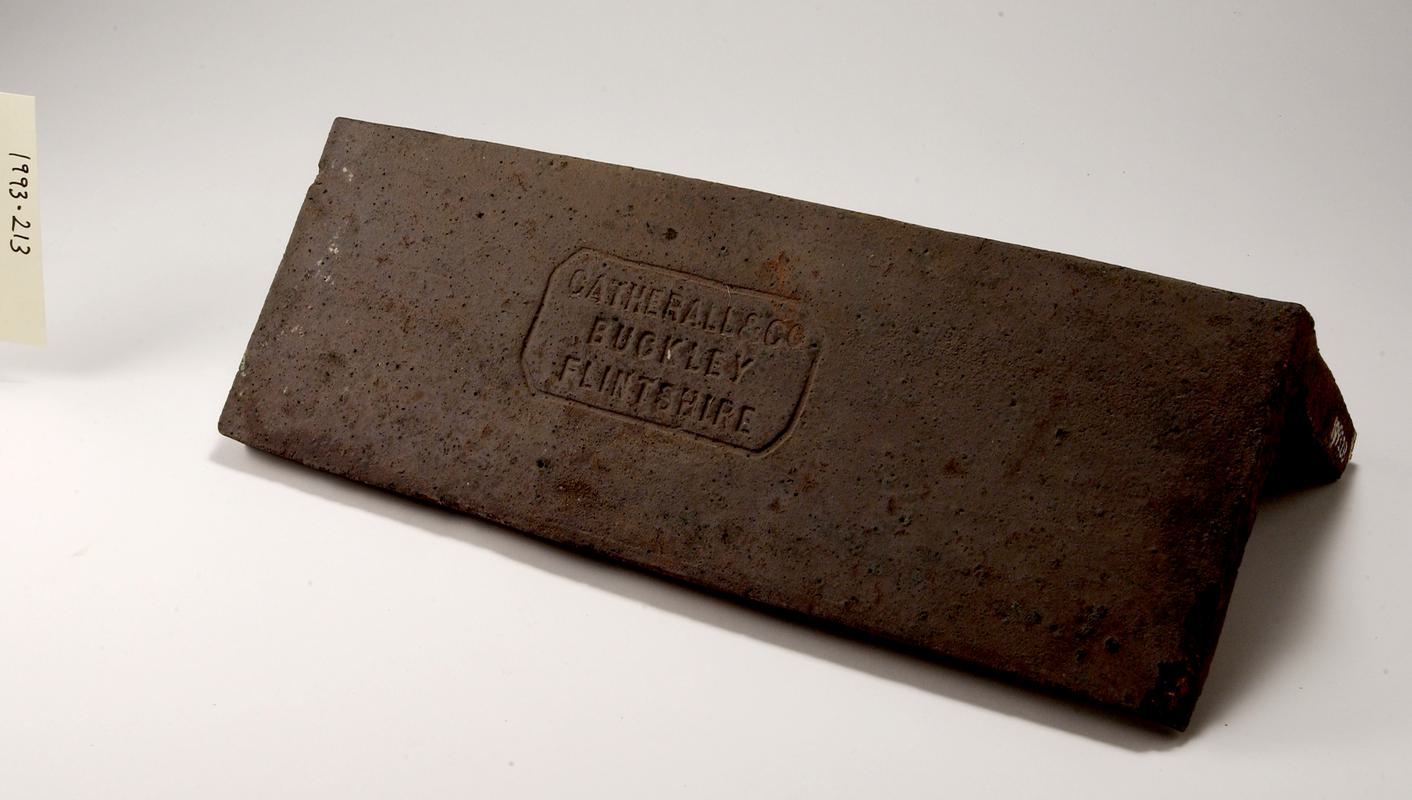 1993.213
CATHERALL & Co
BUCKLEY
FLINTSHIRE